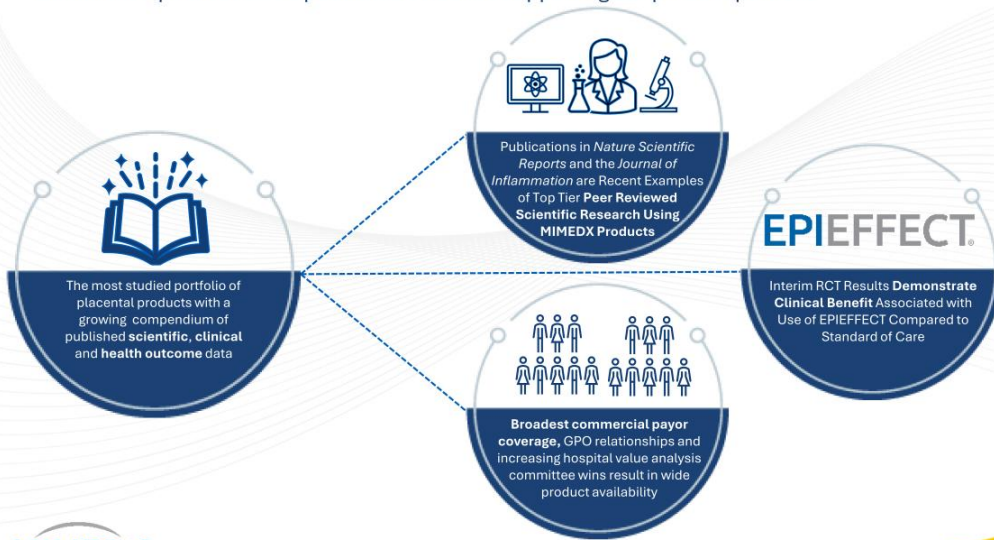 The most studied portfolio of
placental products with a
growing compendium of
published scientific, clinical
and health outcome data
Publications in Nature Scientific
Reports and the Journal of
Inflammation are Recent Examples
of Top Tier Peer Reviewed
Scientific Research Using
MIMEDX Products
EPIEFFECT®
Interim RCT Results Demonstrate
Clinical Benefit Associated with
Use of EPIEFFECT Compared to
Standard of Care
Broadest commercial payor
coverage, GPO relationships and
increasing hospital value analysis
committee wins result in wide
product availability